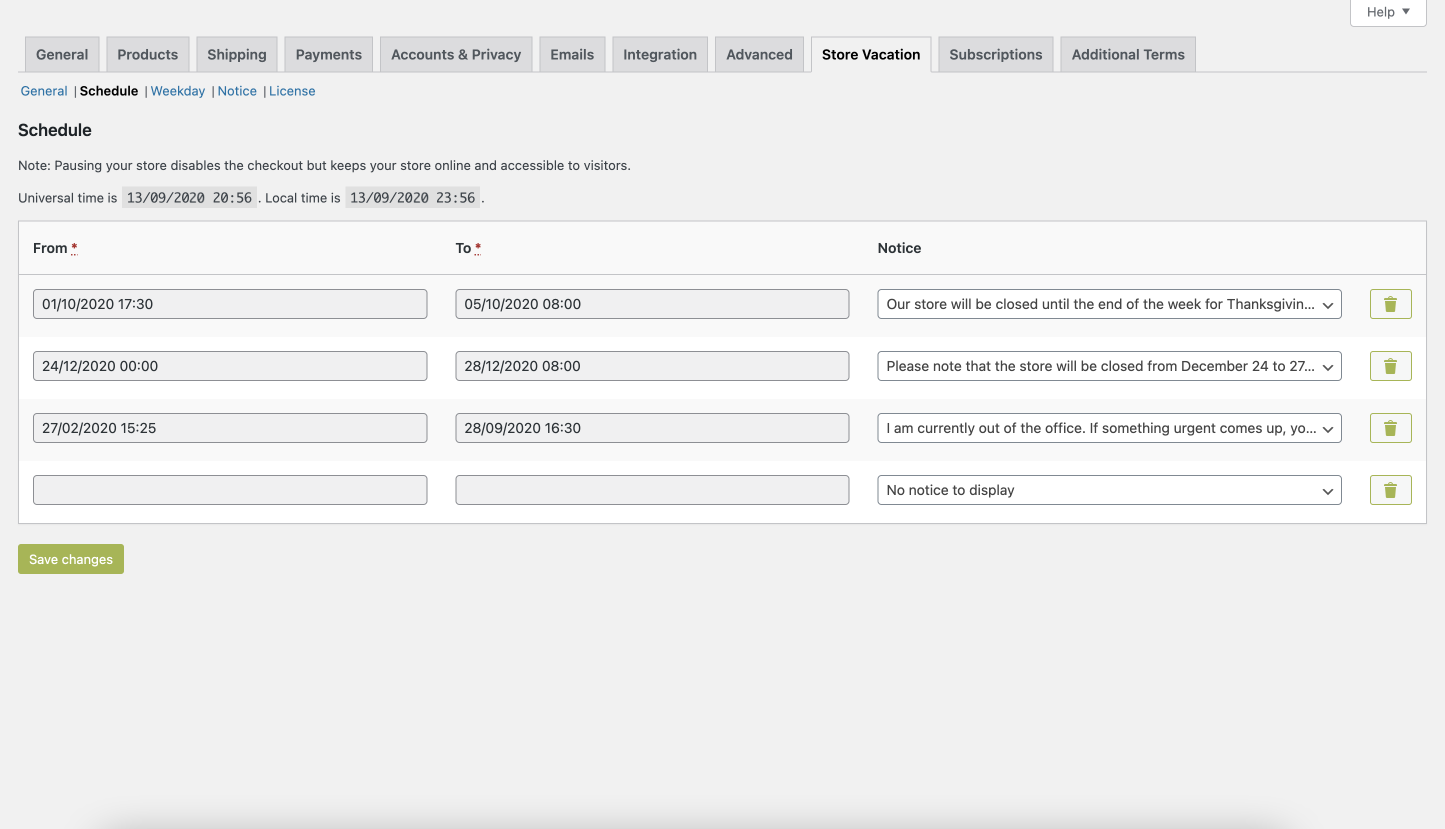 Help ▼
General Products Shipping Payments Accounts & Privacy Emails Integration Advanced Store Vacation Subscriptions Additional Terms
General | Schedule | Weekday | Notice | License
Schedule
Note: Pausing your store disables the checkout but keeps your store online and accessible to visitors.
Universal time is 13/09/2020 20:56 . Local time is 13/09/2020 23:56 .
From * To * Notice
01/10/2020 17:30 05/10/2020 08:00 Our store will be closed until the end of the week for Thanksgivin...
24/12/2020 00:00 28/12/2020 08:00 Please note that the store will be closed from December 24 to 27...
27/02/2020 15:25 28/09/2020 16:30 I am currently out of the office. If something urgent comes up, yo...
No notice to display
Save changes